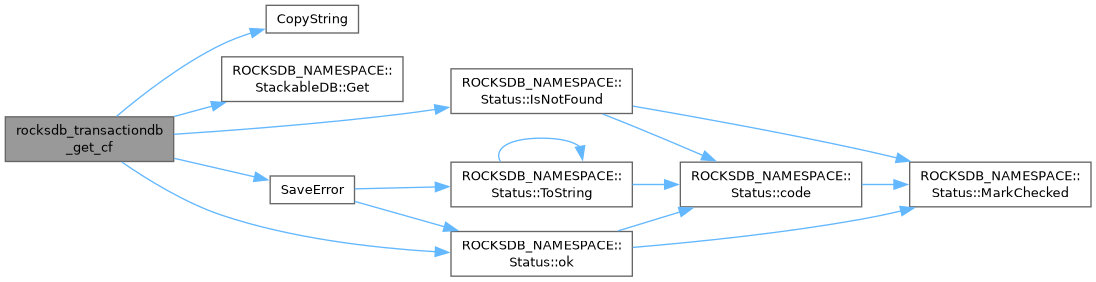 CopyString
ROCKSDB_NAMESPACE::
StackableDB::Get
ROCKSDB_NAMESPACE::
Status::IsNotFound
rocksdb_transactiondb
_get_cf
SaveError
ROCKSDB_NAMESPACE::
Status::ToString
ROCKSDB_NAMESPACE::
Status::code
ROCKSDB_NAMESPACE::
Status::MarkChecked
ROCKSDB_NAMESPACE::
Status::ok